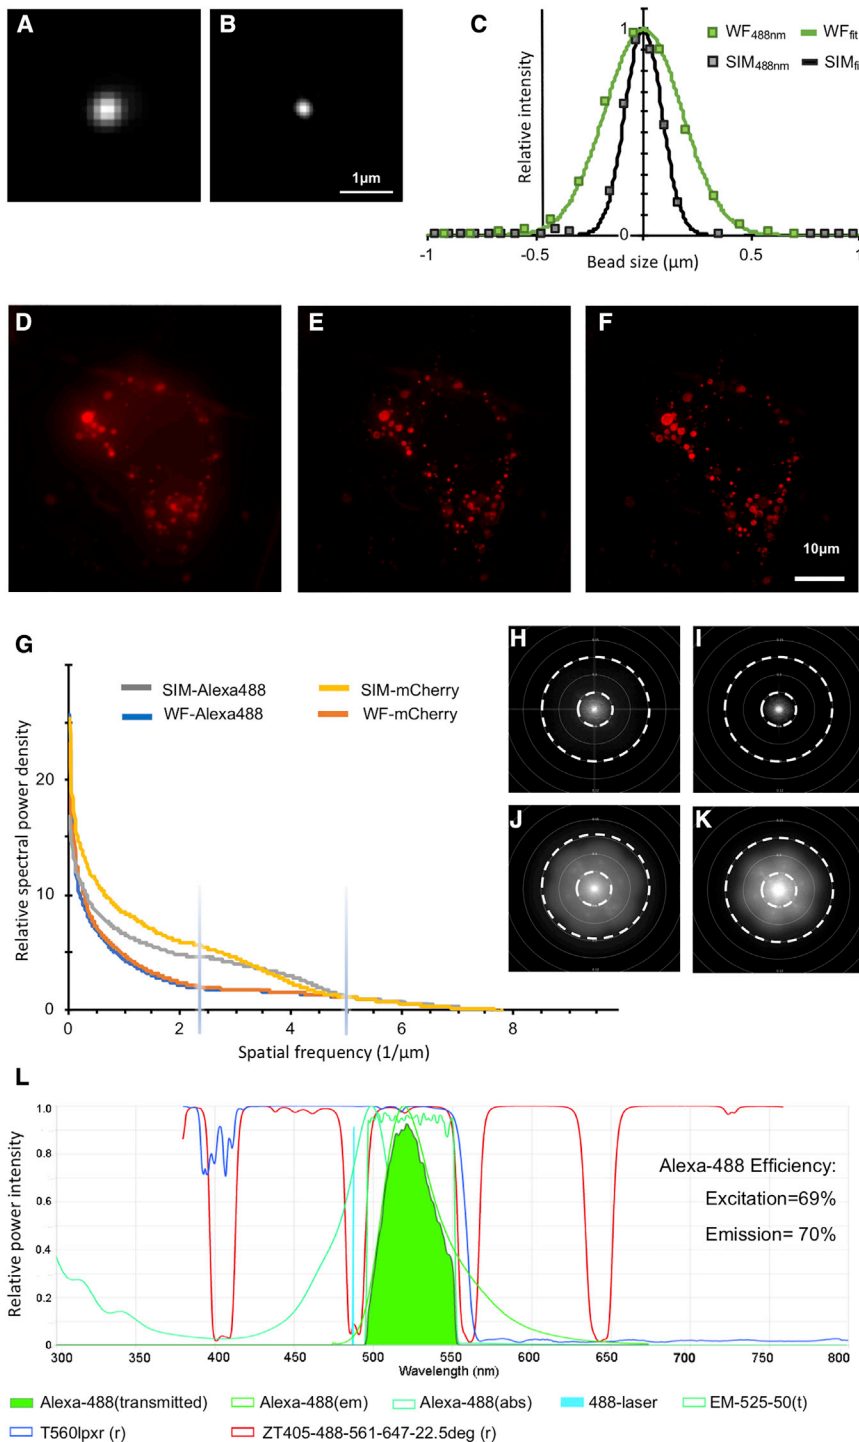 A
B
1µm
C
Relative intensity
1
0
WF488nm
WFfit
SIM488nm
SIMfi
-1
-0.5
0
0.5
1
Bead size (µm)
D
E
F
10µm
G
SIM-Alexa488
SIM-mCherry
WF-Alexa488
WF-mCherry
Relative spectral power density
20
10
0
0
2
4
6
8
Spatial frequency (1/µm)
H
I
J
K
L
Relative power intensity
1.0
0.8
0.6
0.4
0.2
0
300
350
400
450
500
550
600
650
700
750
800
Wavelength (nm)
Alexa-488 Efficiency:
Excitation=69%
Emission= 70%
Alexa-488(transmitted)
Alexa-488(em)
Alexa-488(abs)
488-laser
EM-525-50(t)
T560lpxr (r)
ZT405-488-561-647-22.5deg (r)